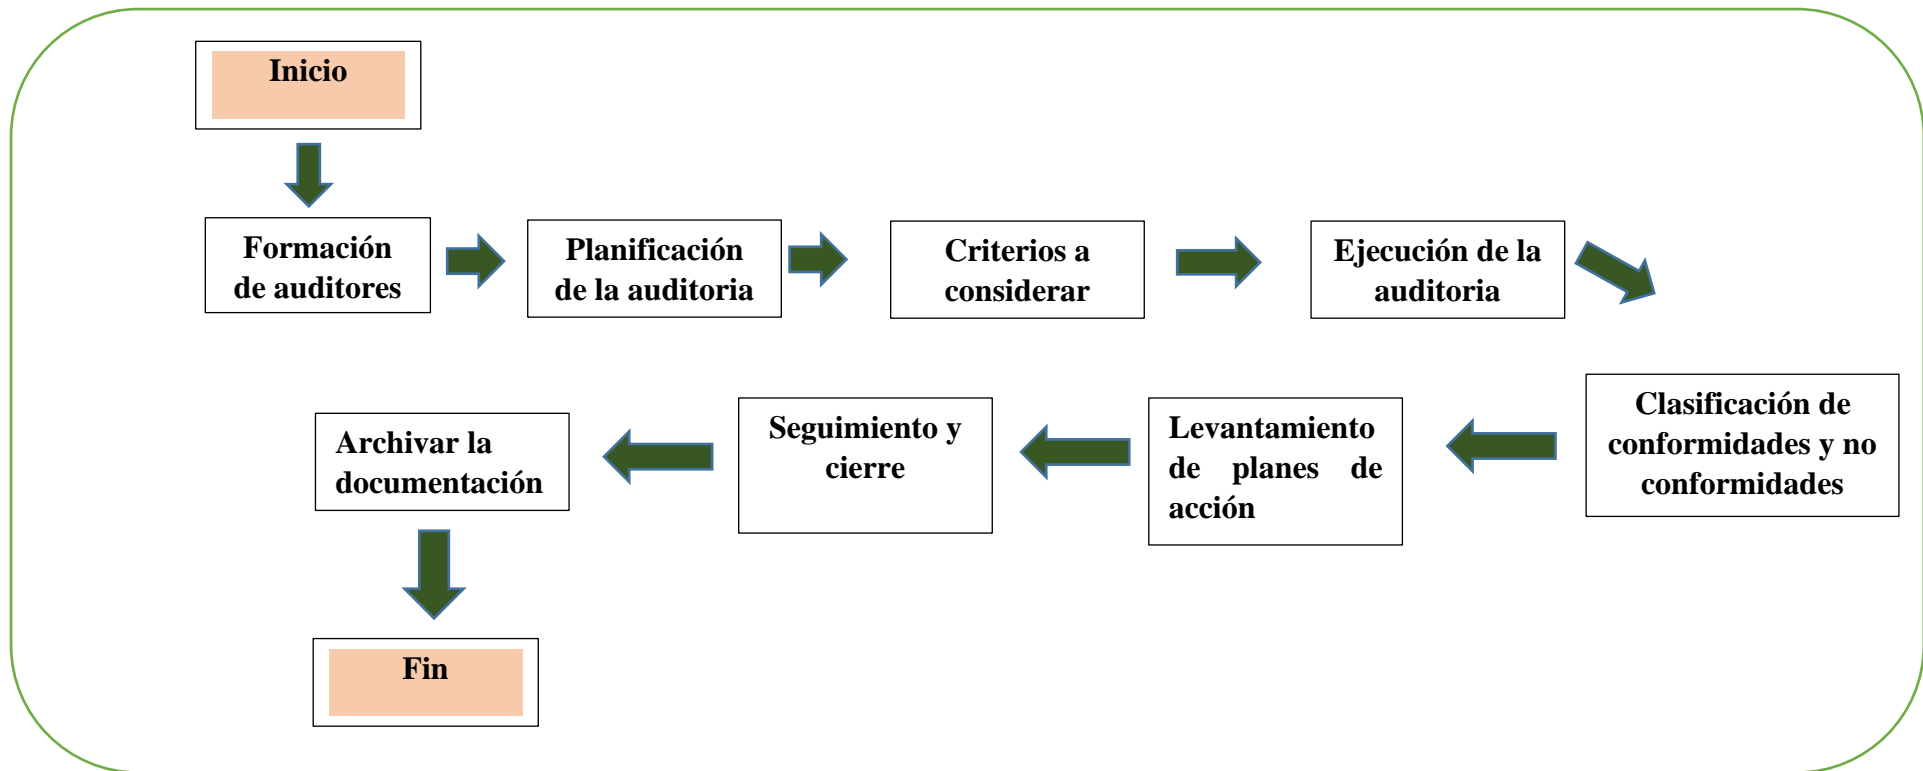 Inicio
Formación
de auditores
Planificación
de la auditoria
Criterios a
considerar
Ejecución de la
auditoria
Clasificación de
conformidades y no
conformidades
Levantamiento
de planes de
acción
Seguimiento y
cierre
Archivar la
documentación
Fin